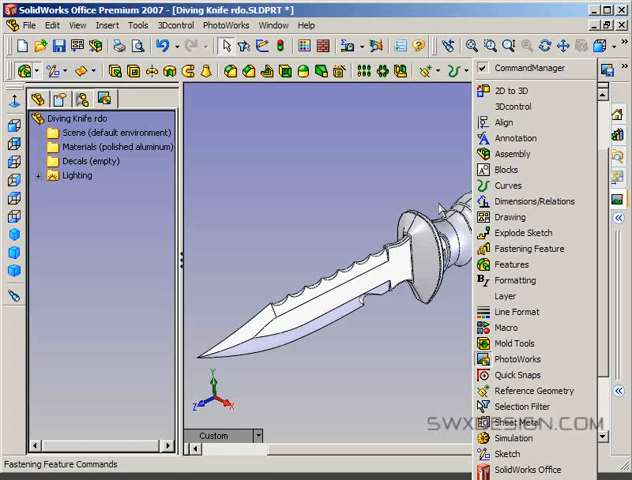 SolidWorks Office Premium 2007 - [Diving Knife rdo.SLDPRT *]
File Edit View Insert Tools 3Dcontrol PhotoWorks Window Help
CommandManager
2D to 3D
3Dcontrol
Align
Annotation
Assembly
Blocks
Curves
Dimensions/Relations
Drawing
Explode Sketch
Fastening Feature
Features
Formatting
Layer
Line Format
Macro
Mold Tools
PhotoWorks
Quick Snaps
Reference Geometry
Selection Filter
Sheet Metal
Simulation
Sketch
SolidWorks Office
Diving Knife rdo
Scene (default environment)
Materials (polished aluminum)
Decals (empty)
Lighting
Y
Z
X
SWXDESIGN.COM
Custom
Fastening Feature Commands